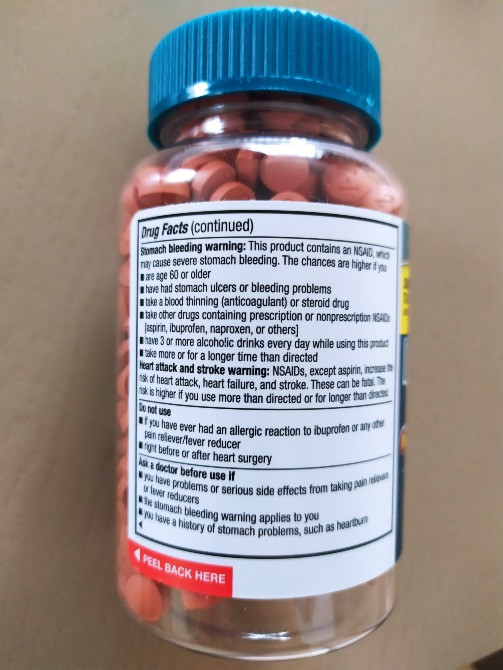 Drug Facts (continued)
Stomach bleeding warning: This product contains an NSAID, which
may cause severe stomach bleeding. The chances are higher if you
■ are age 60 or older
■ have had stomach ulcers or bleeding problems
■ take a blood thinning (anticoagulant) or steroid drug
■ take other drugs containing prescription or nonprescription NSAIDs
[aspirin, ibuprofen, naproxen, or others]
■ have 3 or more alcoholic drinks every day while using this product
■ take more or for a longer time than directed
Heart attack and stroke warning: NSAIDs, except aspirin, increase the
risk of heart attack, heart failure, and stroke. These can be fatal. The
risk is higher if you use more than directed or for longer than directed.
Do not use
■ if you have ever had an allergic reaction to ibuprofen or any other
pain reliever/fever reducer
■ right before or after heart surgery
Ask a doctor before use if
■ you have problems or serious side effects from taking pain relievers
or fever reducers
■ the stomach bleeding warning applies to you
■ you have a history of stomach problems, such as heartburn
PEEL BACK HERE